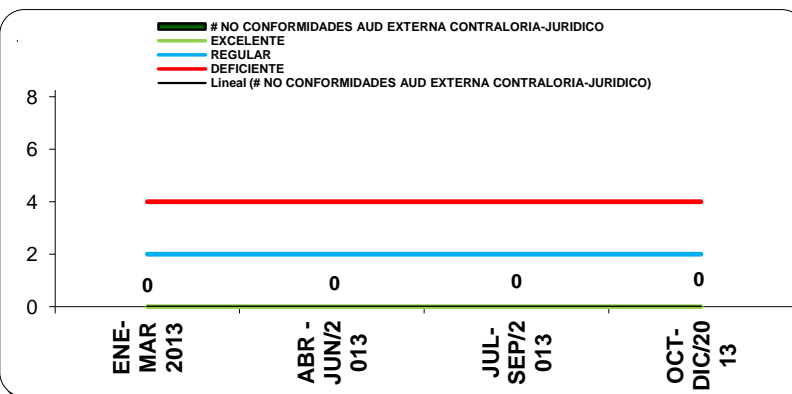 # NO CONFORMIDADES AUD EXTERNA CONTRALORIA-JURIDICO
EXCELENTE
REGULAR
DEFICIENTE
Lineal (# NO CONFORMIDADES AUD EXTERNA CONTRALORIA-JURIDICO)
8
6
4
2
0
0
0
0
0
ENE-
MAR
2013
ABR -
JUN/2
013
JUL-
SEP/2
013
OCT-
DIC/20
13